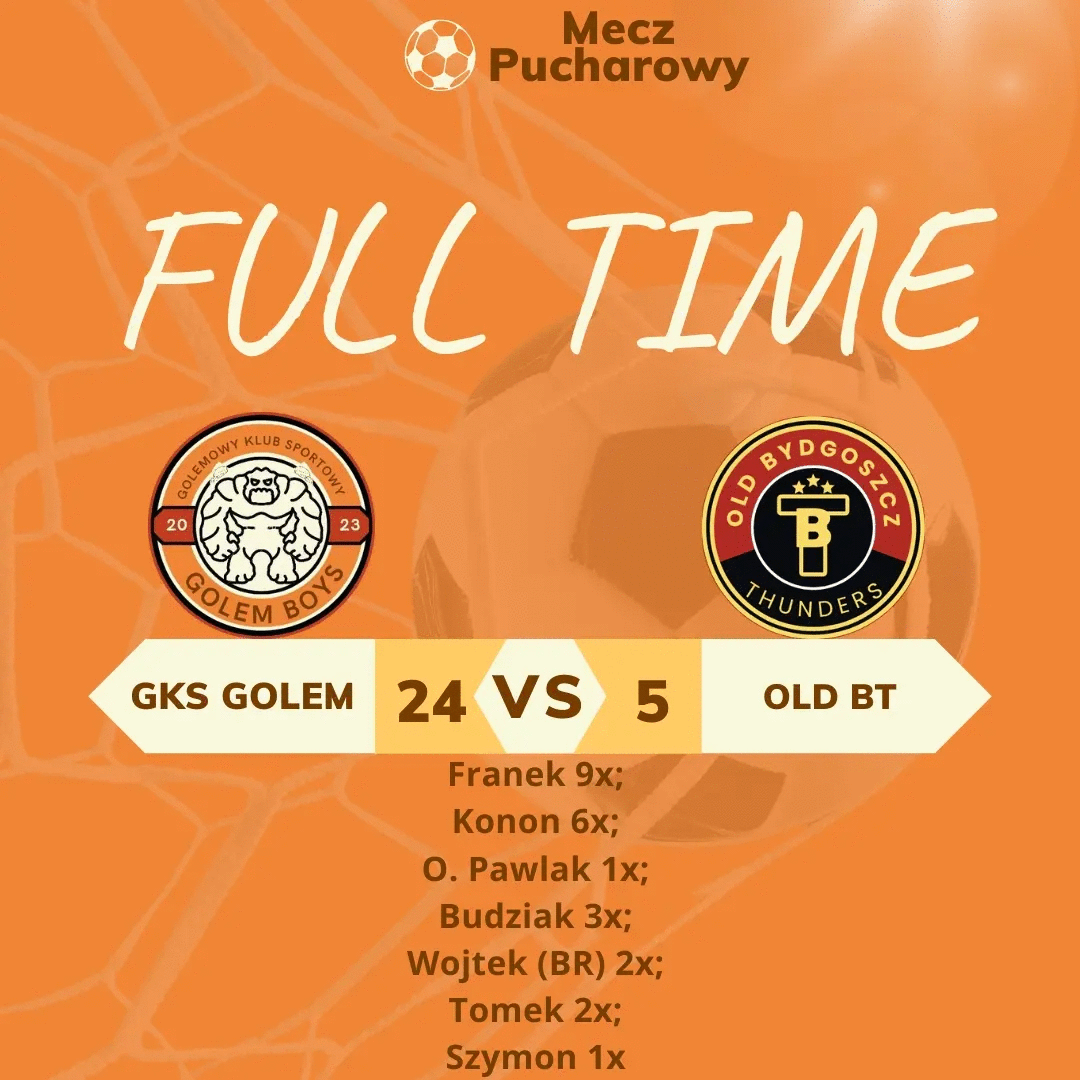 Mecz
Pucharowy
FULL TIME
GOLEMOWY KLUB SPORTOWY
20 23
GOLEM BOYS
OLD BYDGOSZCZ
TB
THUNDERS
GKS GOLEM 24 VS 5 OLD BT
Franek 9x;
Konon 6x;
O. Pawlak 1x;
Budziak 3x;
Wojtek (BR) 2x;
Tomek 2x;
Szymon 1x